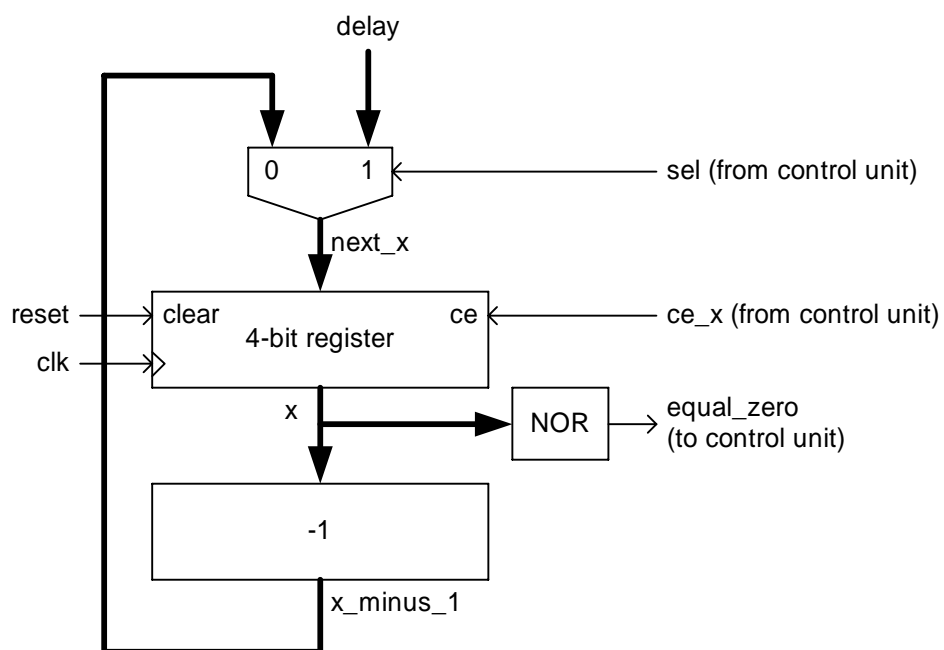 delay
0 1
sel (from control unit)
next_x
reset
clear
ce
ce_x (from control unit)
4-bit register
clk
x
NOR
equal_zero
(to control unit)
-1
x_minus_1